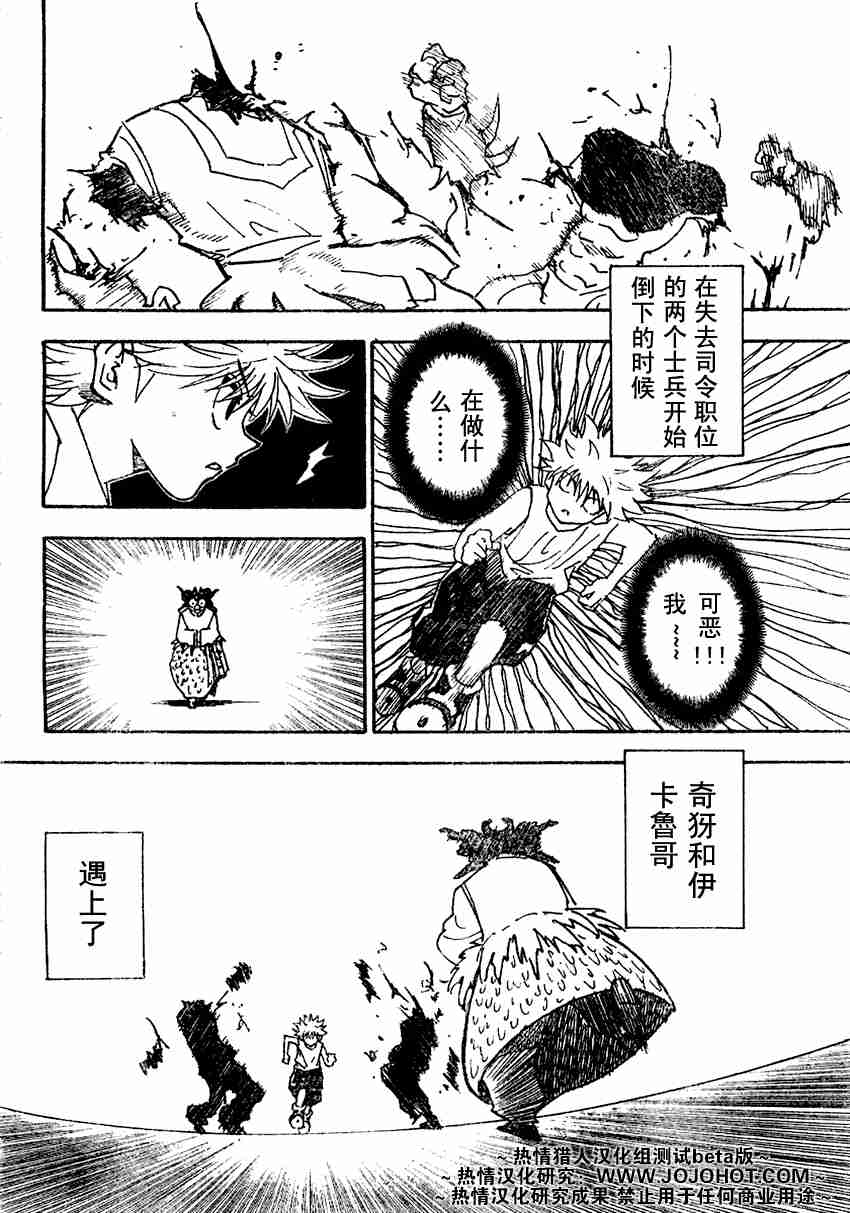 在失去司令职位
的两个士兵开始
倒下的时候
在做什
么……
可恶!!!
我~~~
奇犽和伊
卡魯哥
遇上了
~热情猎人汉化组测试beta版~
~热情汉化研究~WWW.JOJOHOT.COM~
~热情汉化研究成果 禁止用于任何商业用途~